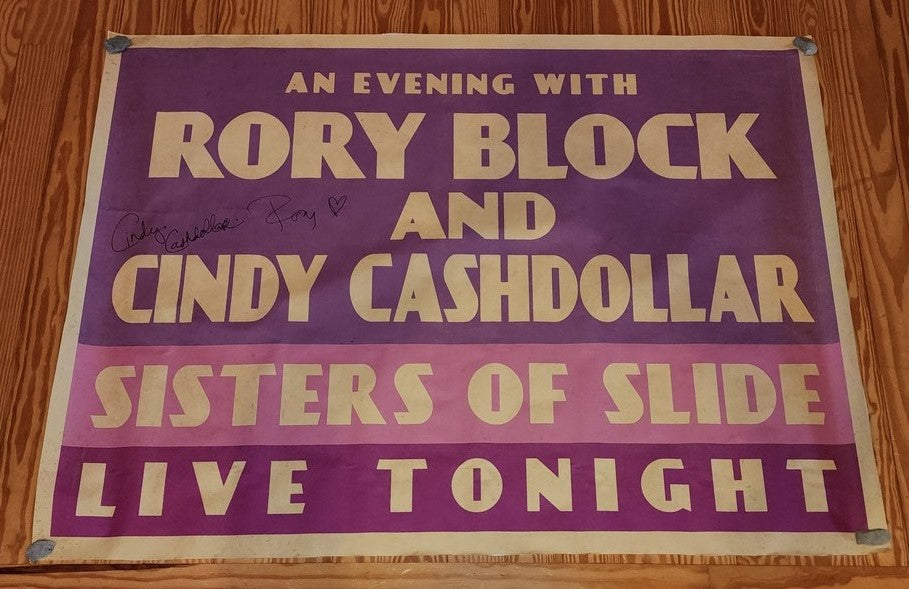 AN EVENING WITH
RORY BLOCK
AND
Cindy Cashdollar Rory ♡
CINDY CASHDOLLAR
SISTERS OF SLIDE
LIVE TONIGHT